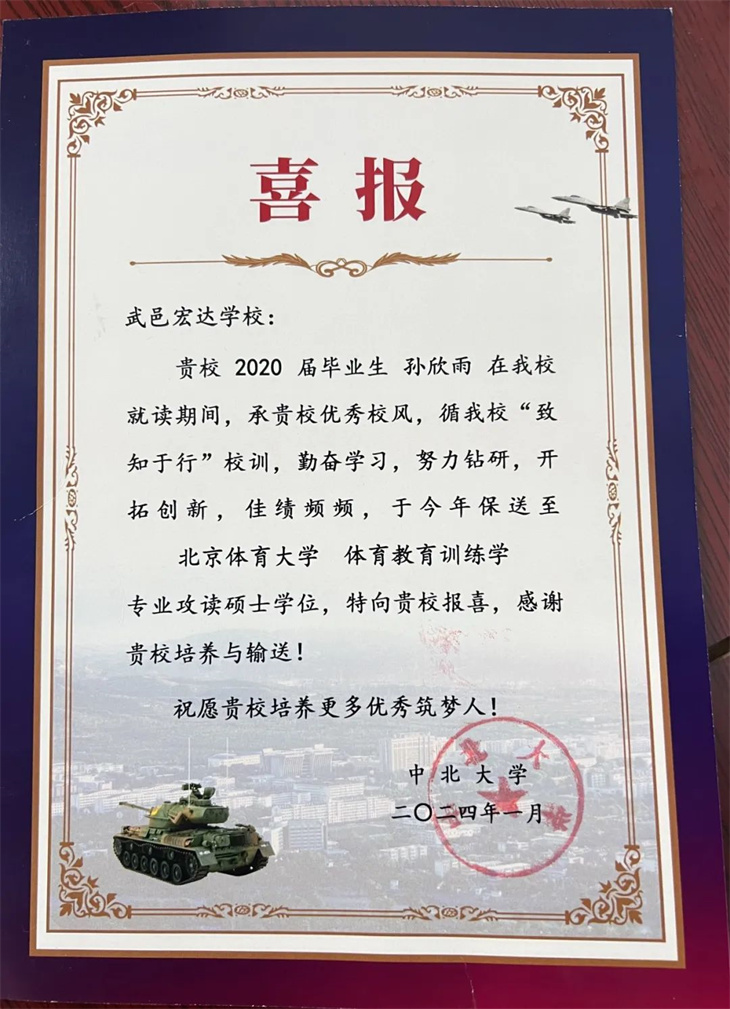 喜报
武邑宏达学校：
贵校 2020 届毕业生 孙欣雨 在我校
就读期间，承贵校优秀校风，循我校“致
知于行”校训，勤奋学习，努力钻研，开
拓创新，佳绩频频，于今年保送至
北京体育大学 体育教育训练学
专业攻读硕士学位，特向贵校报喜，感谢
贵校培养与输送！
祝愿贵校培养更多优秀筑梦人！
中北大学
二〇二四年一月